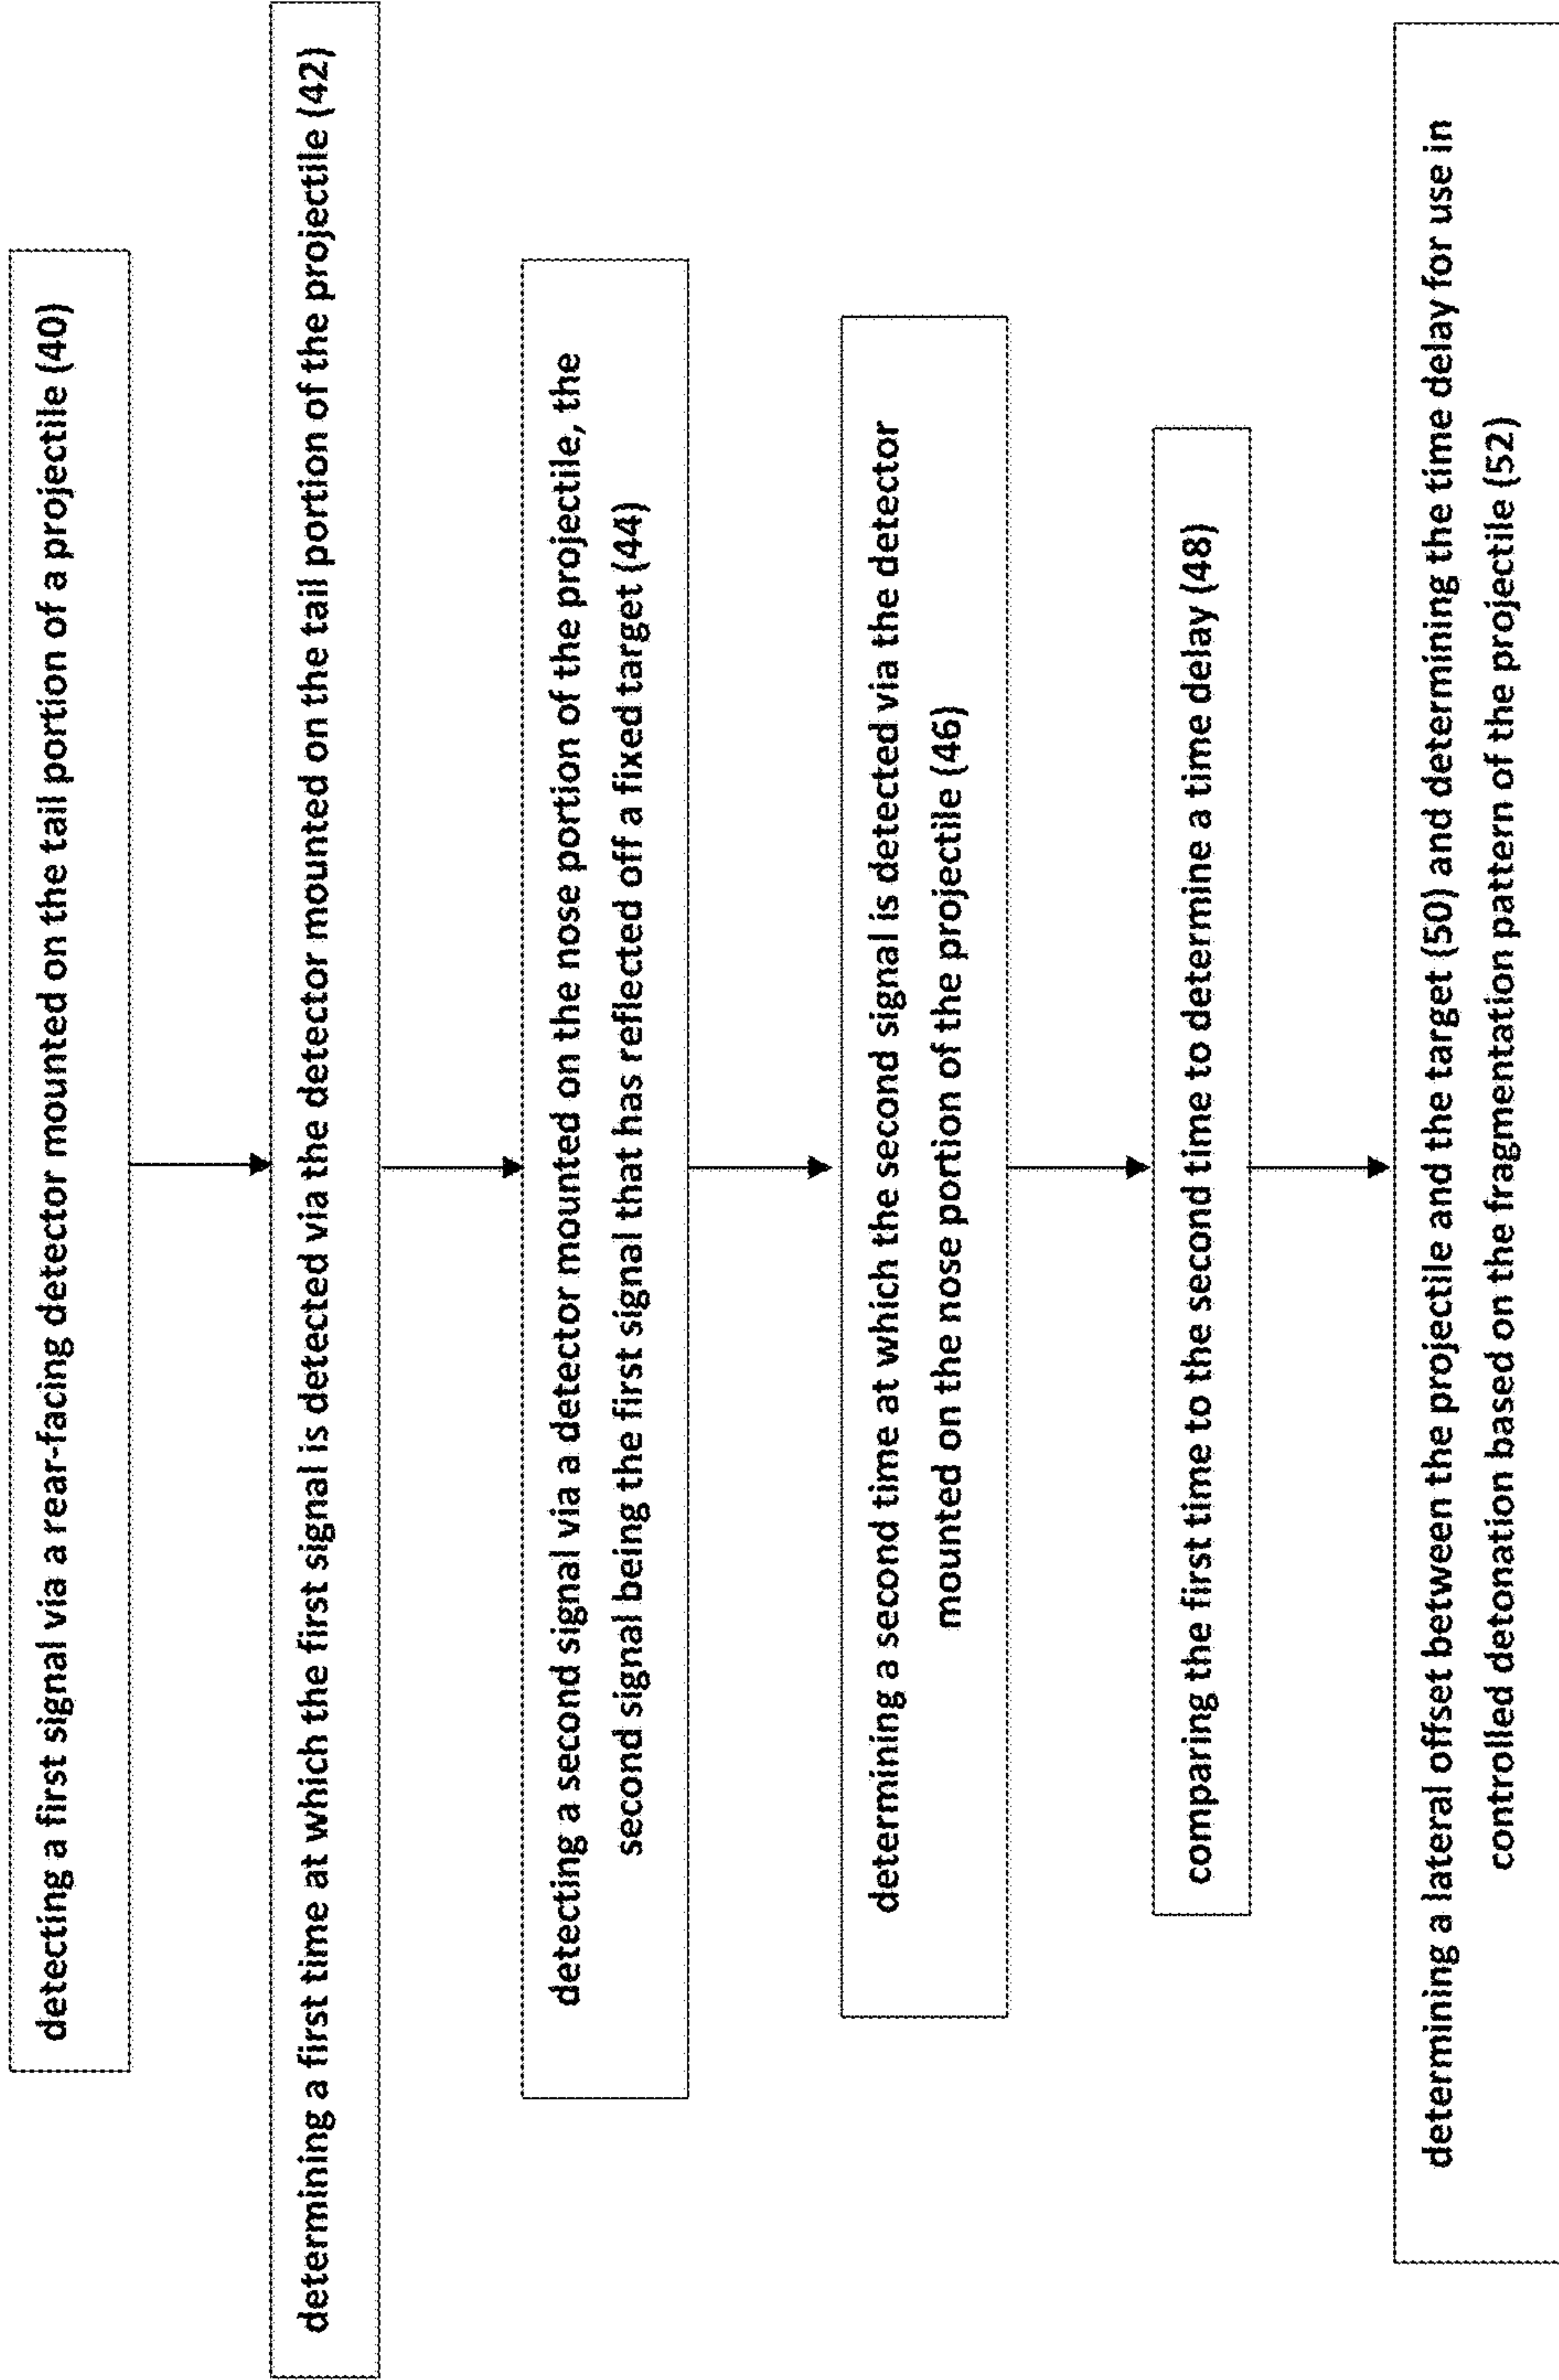 detecting a first signal via a rear-facing detector mounted on the tail portion of a projectile (40)
determining a first time at which the first signal is detected via the detector mounted on the tail portion of the projectile (42)
detecting a second signal via a detector mounted on the nose portion of the projectile, the
second signal being the first signal that has reflected off a fixed target (44)
determining a second time at which the second signal is detected via the detector
mounted on the nose portion of the projectile (46)
comparing the first time to the second time to determine a time delay (48)
determining a lateral offset between the projectile and the target (50) and determining the time delay for use in
controlled detonation based on the fragmentation pattern of the projectile (52)